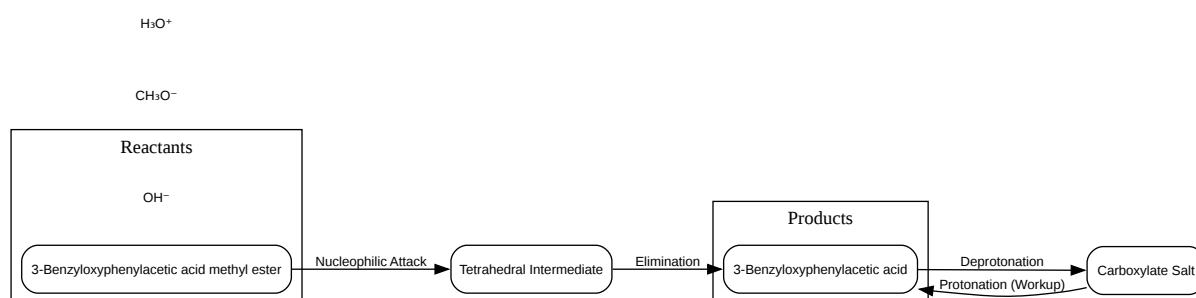 H₃O⁺
CH₃O⁻
Reactants
OH⁻
3-Benzyloxyphenylacetic acid methyl ester
Nucleophilic Attack
Tetrahedral Intermediate
Elimination
Products
3-Benzyloxyphenylacetic acid
Deprotonation
Protonation (Workup)
Carboxylate Salt